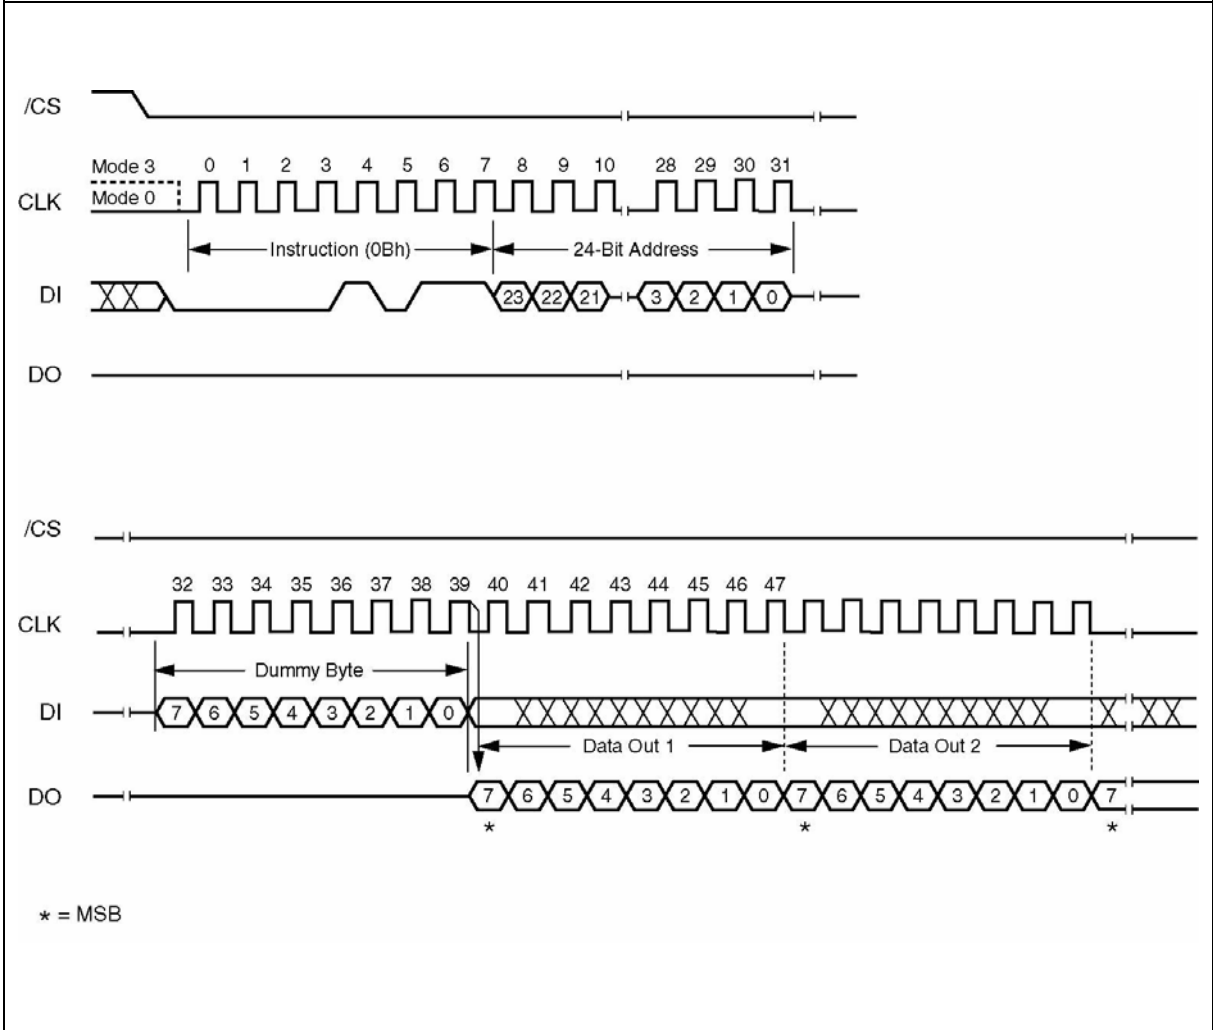 /CS
Mode 3 0 1 2 3 4 5 6 7 8 9 10 28 29 30 31
CLK Mode 0
Instruction (0Bh) 24-Bit Address
DI 23 22 21 3 2 1 0
DO
/CS
32 33 34 35 36 37 38 39 40 41 42 43 44 45 46 47
CLK
Dummy Byte
DI 7 6 5 4 3 2 1 0
Data Out 1 Data Out 2
DO 7 6 5 4 3 2 1 0 7 6 5 4 3 2 1 0 7
* * *
* = MSB